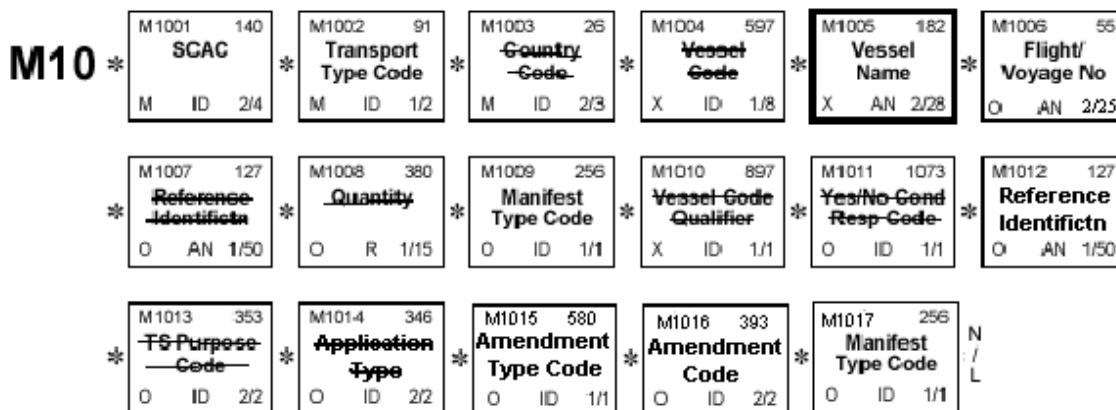 M10 * M1001 140 * M1002 91 * M1003 26 * M1004 597 * M1005 182 * M1006 55
SCAC Transport Country Vessel Vessel Flight/
Type Code Code Code Name Voyage No
M ID 2/4 M ID 1/2 M ID 2/3 X ID 1/8 X AN 2/28 O AN 2/25
* M1007 127 * M1008 380 * M1009 256 * M1010 897 * M1011 1073 * M1012 127
Reference Quantity Manifest Vessel Code Yes/No Cond Reference
Identifictn Type Code Qualifier Resp Code Identifictn
O AN 1/50 O R 1/15 O ID 1/1 X ID 1/1 O ID 1/1 O AN 1/50
* M1013 353 * M1014 346 * M1015 580 * M1016 393 * M1017 256 N
TS Purpose Application Amendment Amendment Manifest /
Code Type Type Code Code Type Code L
O ID 2/2 O ID 2/2 O ID 1/1 O ID 2/2 O ID 1/1